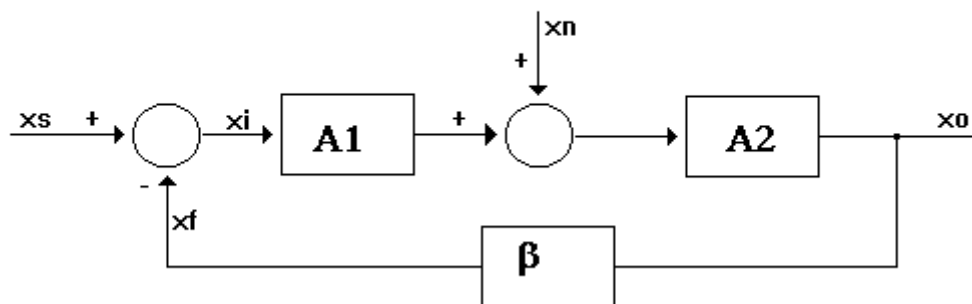 xn
+
xs
+
xi
A1
+
A2
xo
-
xf
β